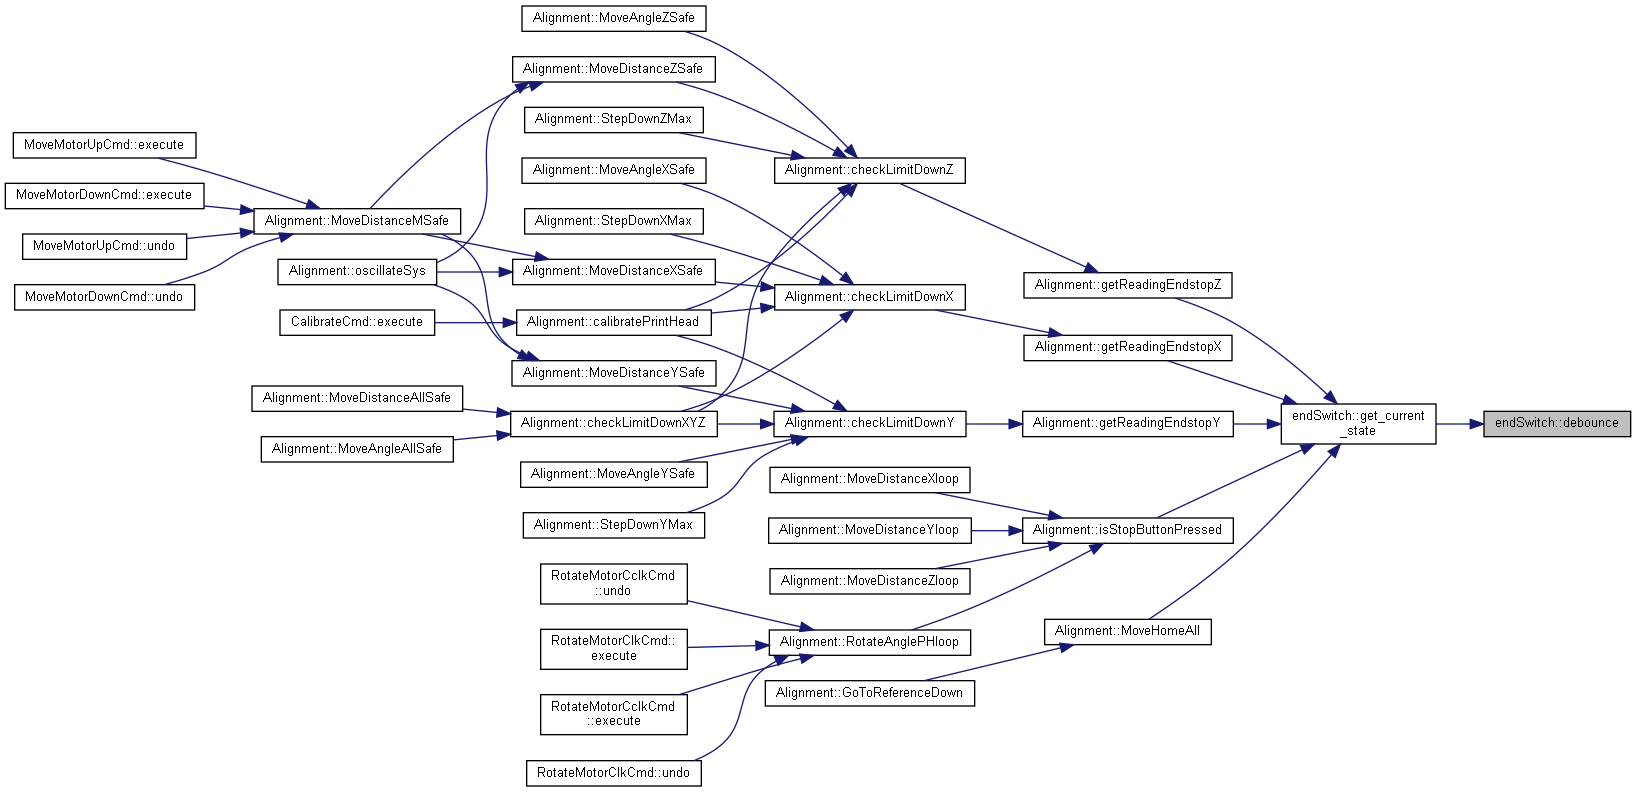 Alignment::MoveAngleZSafe
Alignment::MoveDistanceZSafe
Alignment::StepDownZMax
MoveMotorUpCmd::execute
Alignment::MoveAngleXSafe
Alignment::checkLimitDownZ
MoveMotorDownCmd::execute
Alignment::MoveDistanceMSafe
Alignment::StepDownXMax
MoveMotorUpCmd::undo
Alignment::oscillateSys
Alignment::MoveDistanceXSafe
Alignment::getReadingEndstopZ
MoveMotorDownCmd::undo
Alignment::checkLimitDownX
CalibrateCmd::execute
Alignment::calibratePrintHead
Alignment::getReadingEndstopX
Alignment::MoveDistanceYSafe
Alignment::MoveDistanceAllSafe
Alignment::checkLimitDownXYZ
Alignment::checkLimitDownY
Alignment::getReadingEndstopY
endSwitch::get_current
_state
endSwitch::debounce
Alignment::MoveAngleAllSafe
Alignment::MoveAngleYSafe
Alignment::MoveDistanceXloop
Alignment::StepDownYMax
Alignment::MoveDistanceYloop
Alignment::isStopButtonPressed
Alignment::MoveDistanceZloop
RotateMotorCclkCmd
::undo
RotateMotorClkCmd::
execute
Alignment::RotateAnglePHloop
Alignment::MoveHomeAll
RotateMotorCclkCmd
::execute
Alignment::GoToReferenceDown
RotateMotorClkCmd::undo